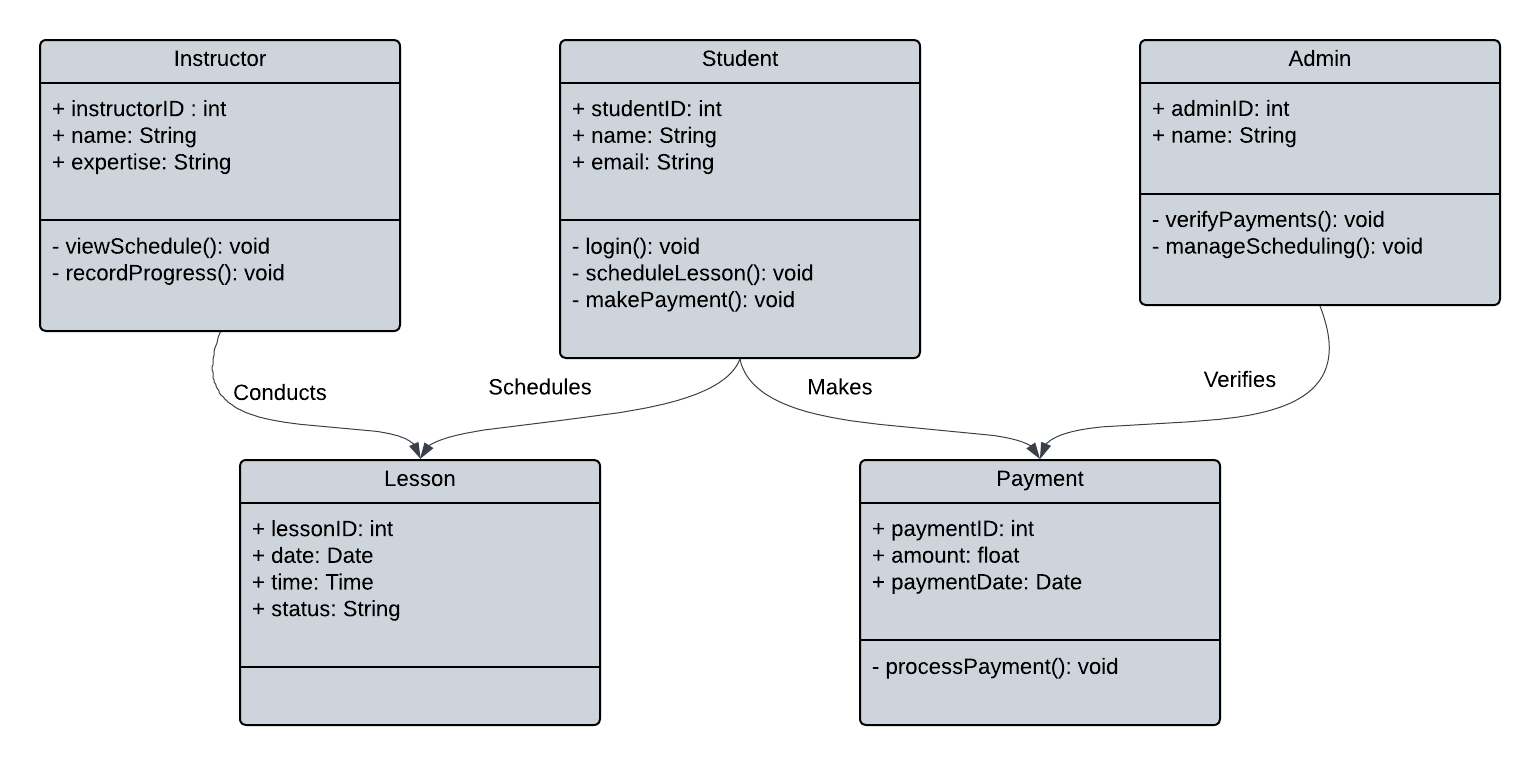 Instructor
+ instructorID : int
+ name: String
+ expertise: String
- viewSchedule(): void
- recordProgress(): void
Student
+ studentID: int
+ name: String
+ email: String
- login(): void
- scheduleLesson(): void
- makePayment(): void
Admin
+ adminID: int
+ name: String
- verifyPayments(): void
- manageScheduling(): void
Conducts
Schedules
Makes
Verifies
Lesson
+ lessonID: int
+ date: Date
+ time: Time
+ status: String
Payment
+ paymentID: int
+ amount: float
+ paymentDate: Date
- processPayment(): void